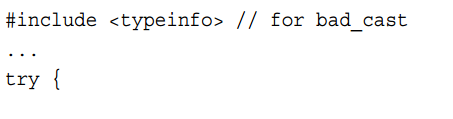 #include <typeinfo> // for bad_cast
...
try {